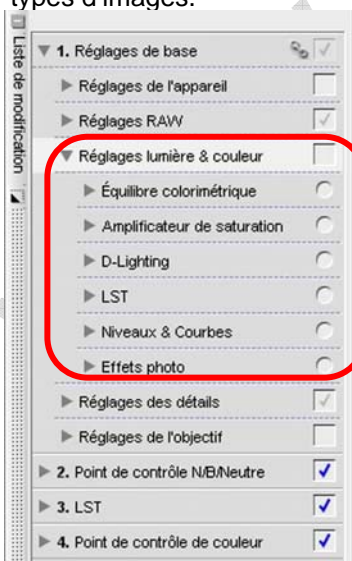 types d'images.
Liste de modification
1. Réglages de base
Réglages de l'appareil
Réglages RAW
Réglages lumière & couleur
Équilibre colorimétrique
Amplificateur de saturation
D-Lighting
LST
Niveaux & Courbes
Effets photo
Réglages des détails
Réglages de l'objectif
2. Point de contrôle N/B/Neutre
3. LST
4. Point de contrôle de couleur